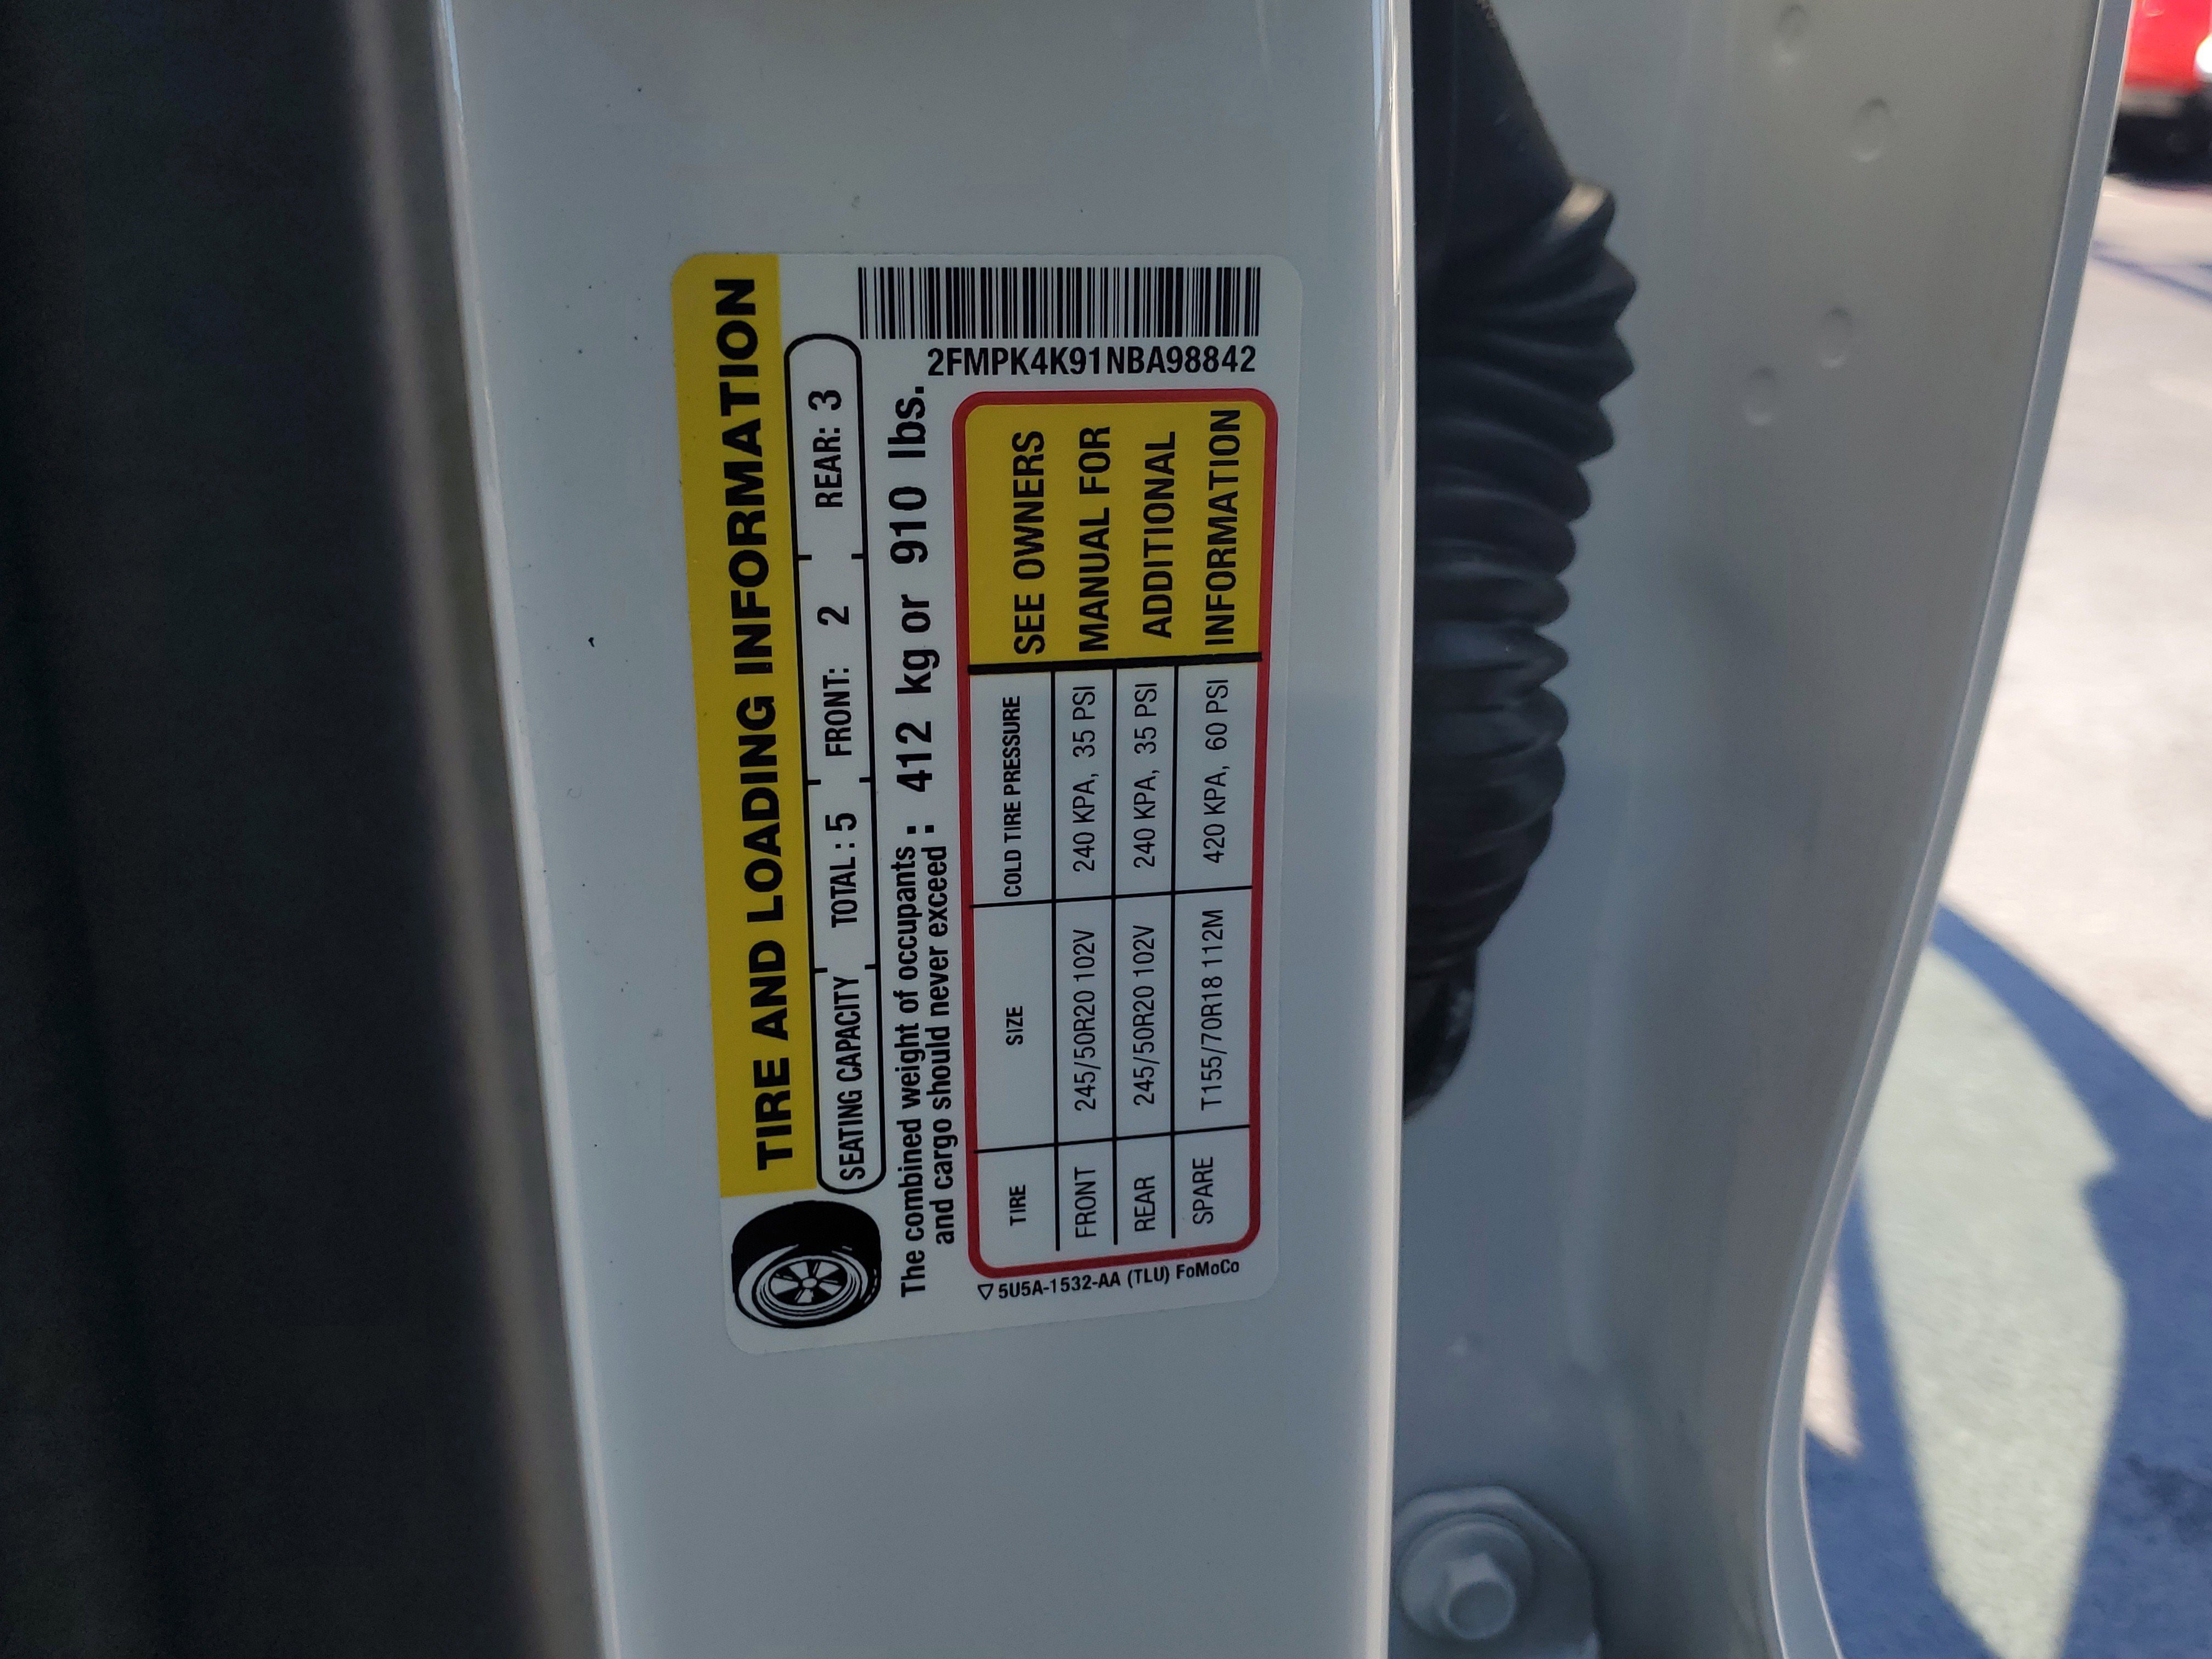 TIRE AND LOADING INFORMATION
SEATING CAPACITY TOTAL : 5 FRONT: 2 REAR: 3
The combined weight of occupants : 412 kg or 910 lbs.
and cargo should never exceed :
2FMPK4K91NBA98842
TIRE SIZE COLD TIRE PRESSURE
FRONT 245/50R20 102V 240 KPA, 35 PSI
REAR 245/50R20 102V 240 KPA, 35 PSI
SPARE T155/70R18 112M 420 KPA, 60 PSI
SEE OWNERS
MANUAL FOR
ADDITIONAL
INFORMATION
5U5A-1532-AA (TLU) FoMoCo